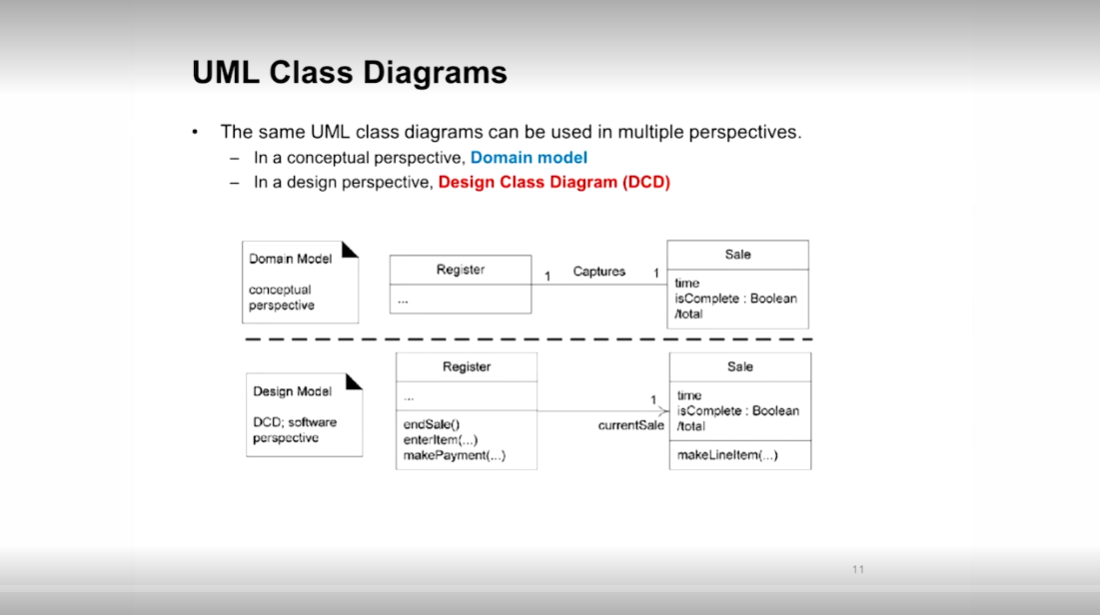 UML Class Diagrams
• The same UML class diagrams can be used in multiple perspectives.
– In a conceptual perspective, Domain model
– In a design perspective, Design Class Diagram (DCD)
Domain Model
conceptual
perspective
Register
...
1 Captures 1
Sale
time
isComplete : Boolean
/total
Design Model
DCD; software
perspective
Register
...
endSale()
enterItem(...)
makePayment(...)
1
currentSale
Sale
time
isComplete : Boolean
/total
makeLineItem(...)
11